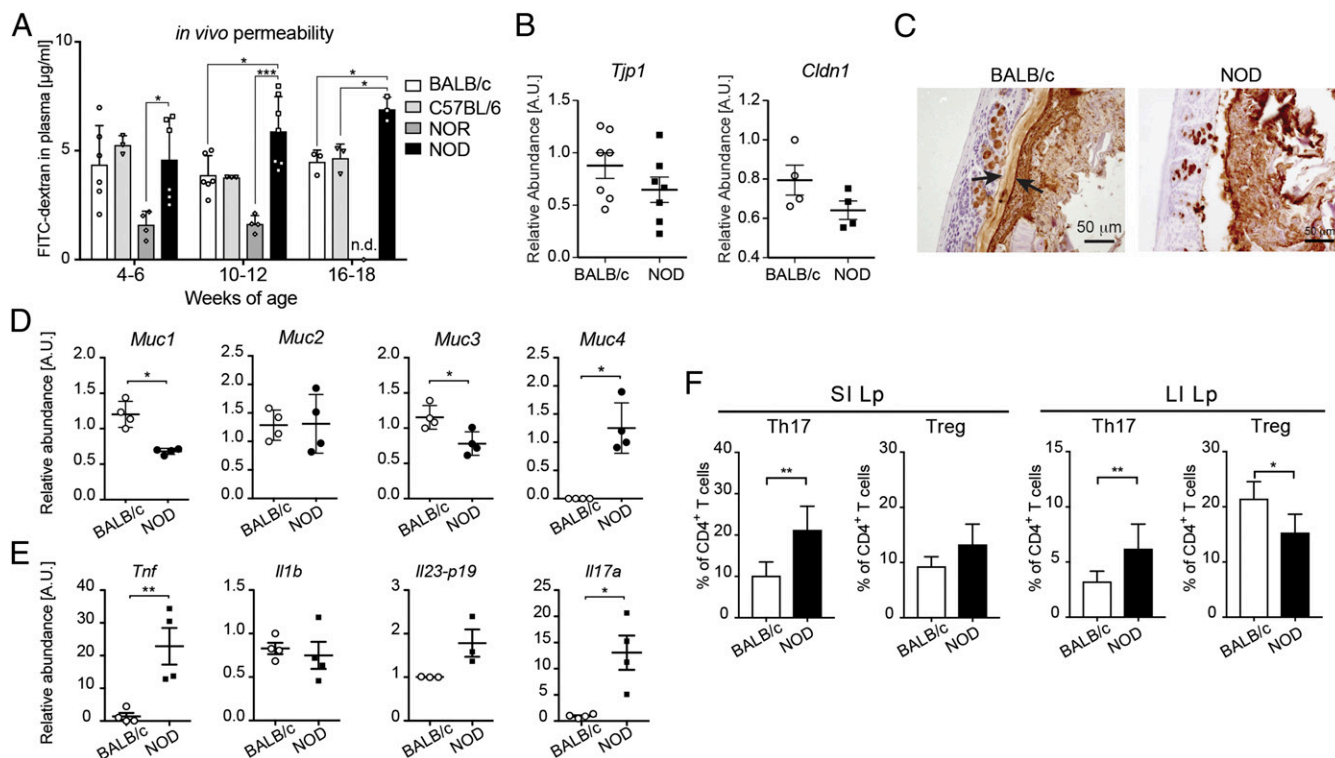 A
in vivo permeability
FITC-dextran in plasma [µg/ml]
10
5
0
*
*
***
*
*
n.d.
4-6
10-12
16-18
Weeks of age
BALB/c
C57BL/6
NOR
NOD
B
Tjp1
Relative Abundance [A.U.]
1.5
1.0
0.5
0.0
BALB/c
NOD
Cldn1
Relative Abundance [A.U.]
1.2
1.0
0.8
0.6
0.4
BALB/c
NOD
C
BALB/c
50 µm
NOD
50 µm
D
Relative abundance [A.U.]
Muc1
2.0
1.5
1.0
0.5
0.0
*
BALB/c
NOD
Muc2
2.5
2.0
1.5
1.0
0.5
0.0
BALB/c
NOD
Muc3
2.0
1.5
1.0
0.5
0.0
*
BALB/c
NOD
Muc4
2.5
2.0
1.5
1.0
0.5
0.0
*
BALB/c
NOD
E
Relative abundance [A.U.]
Tnf
40
30
20
10
0
**
BALB/c
NOD
Il1b
1.5
1.0
0.5
0.0
BALB/c
NOD
Il23-p19
3
2
1
0
BALB/c
NOD
Il17a
25
20
15
10
5
0
*
BALB/c
NOD
F
SI Lp
Th17
% of CD4+ T cells
40
30
20
10
0
**
BALB/c
NOD
Treg
% of CD4+ T cells
30
20
10
0
BALB/c
NOD
LI Lp
Th17
% of CD4+ T cells
15
10
5
0
**
BALB/c
NOD
Treg
% of CD4+ T cells
30
20
10
0
*
BALB/c
NOD